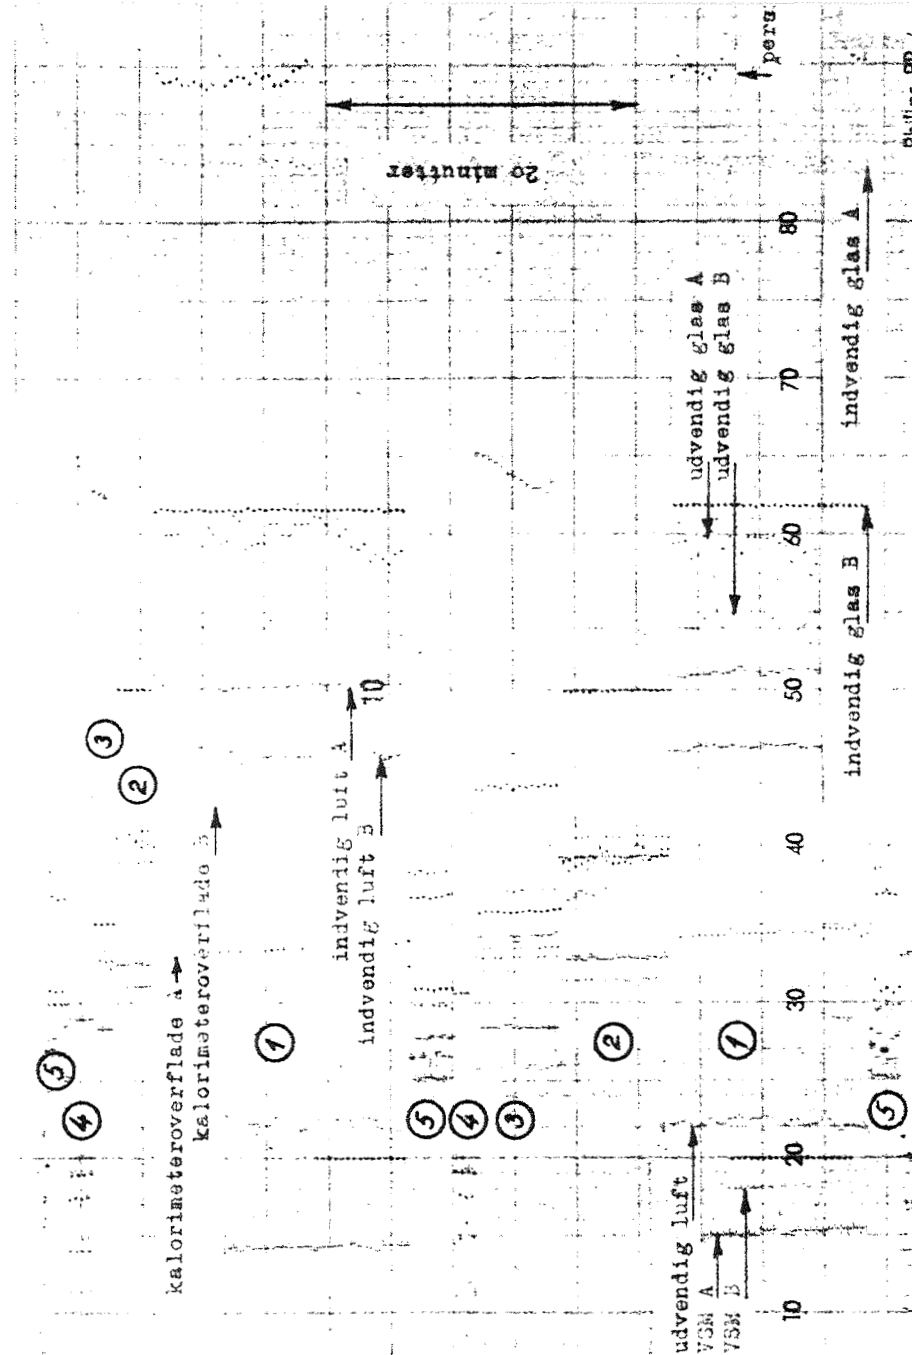 kalorimeteroverflade A
kalorimeteroverflade B
5
4
3
2
1
indvendig luft A
indvendig luft B
10
5
4
3
2
1
5
20 minutter
udvendig glas A
udvendig glas B
udvendig luft
VSM A
VSM B
10 20 30 40 50 60 70 80
indvendig glas B
indvendig glas A
pers